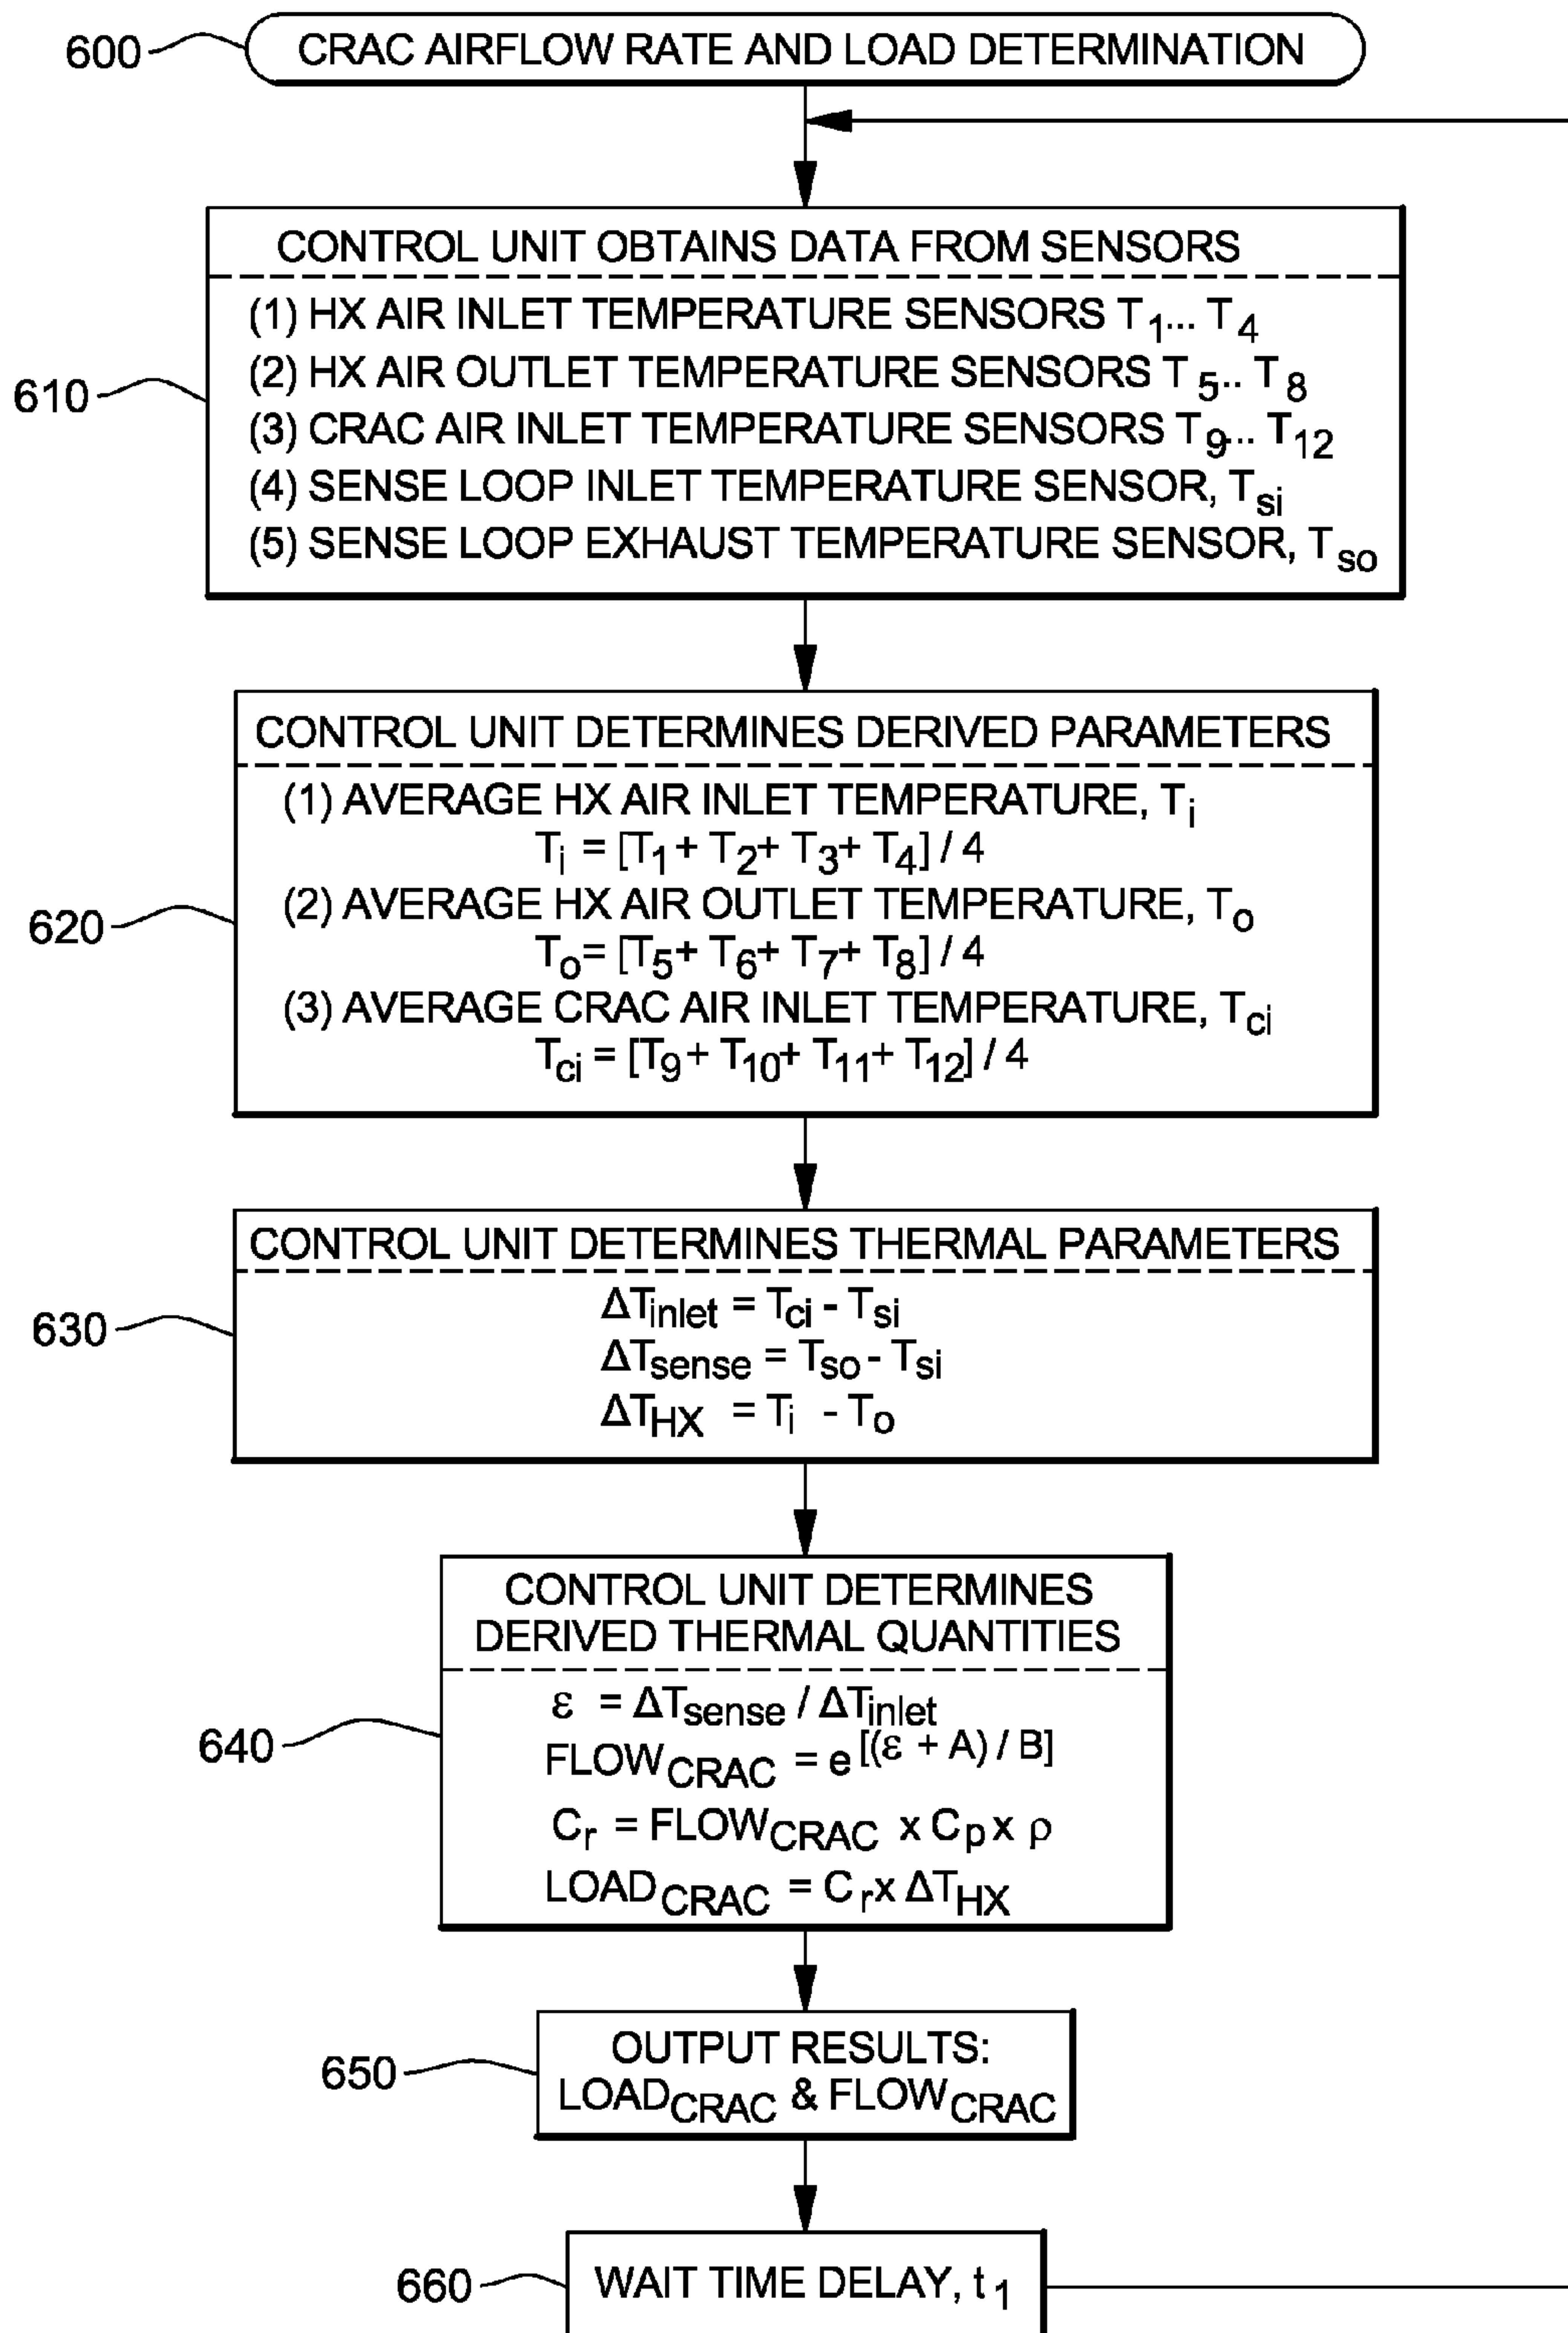 600
CRAC AIRFLOW RATE AND LOAD DETERMINATION
610
CONTROL UNIT OBTAINS DATA FROM SENSORS
(1) HX AIR INLET TEMPERATURE SENSORS T1... T4
(2) HX AIR OUTLET TEMPERATURE SENSORS T5.. T8
(3) CRAC AIR INLET TEMPERATURE SENSORS T9... T12
(4) SENSE LOOP INLET TEMPERATURE SENSOR, Tsi
(5) SENSE LOOP EXHAUST TEMPERATURE SENSOR, Tso
620
CONTROL UNIT DETERMINES DERIVED PARAMETERS
(1) AVERAGE HX AIR INLET TEMPERATURE, Ti
Ti = [T1+ T2+ T3+ T4] / 4
(2) AVERAGE HX AIR OUTLET TEMPERATURE, To
To= [T5+ T6+ T7+ T8] / 4
(3) AVERAGE CRAC AIR INLET TEMPERATURE, Tci
Tci = [T9+ T10+ T11+ T12] / 4
630
CONTROL UNIT DETERMINES THERMAL PARAMETERS
ΔTinlet = Tci - Tsi
ΔTsense = Tso - Tsi
ΔTHX = Ti - To
640
CONTROL UNIT DETERMINES
DERIVED THERMAL QUANTITIES
ε = ΔTsense / ΔTinlet
FLOWCRAC = e [(ε + A) / B]
Cr = FLOWCRAC x Cp x ρ
LOADCRAC = Cr x ΔTHX
650
OUTPUT RESULTS:
LOADCRAC & FLOWCRAC
660
WAIT TIME DELAY, t1